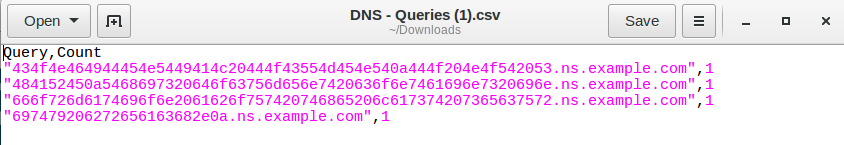 Open
DNS - Queries (1).csv
~/Downloads
Save
Query,Count
"434f4e464944454e5449414c20444f43554d454e540a444f204e4f542053.ns.example.com",1
"484152450a5468697320646f63756d656e7420636f6e7461696e7320696e.ns.example.com",1
"666f726d6174696f6e2061626f757420746865206c617374207365637572.ns.example.com",1
"697479206272656163682e0a.ns.example.com",1